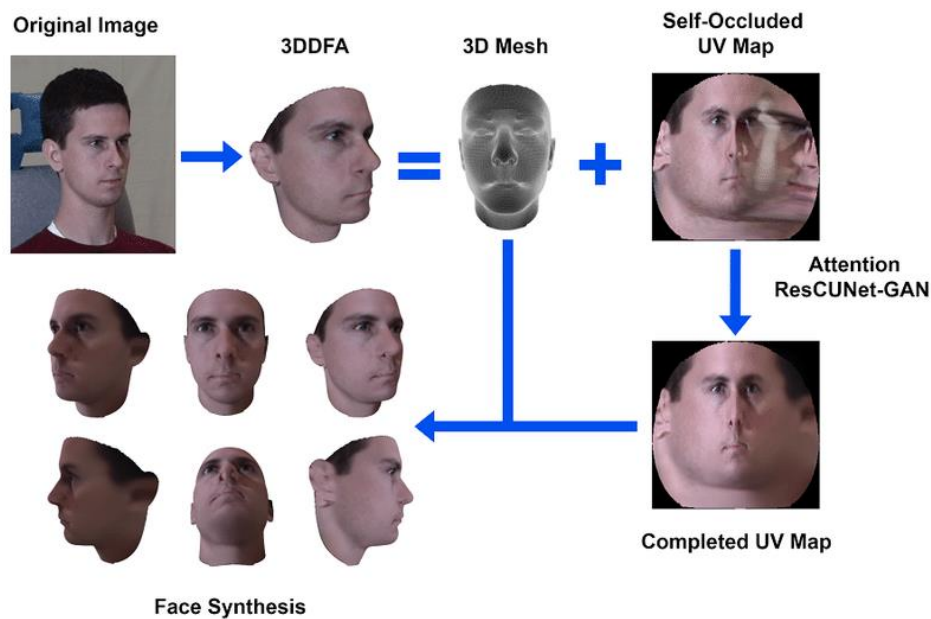 Original Image
3DDFA
3D Mesh
Self-Occluded
UV Map
Attention
ResCUNet-GAN
Completed UV Map
Face Synthesis